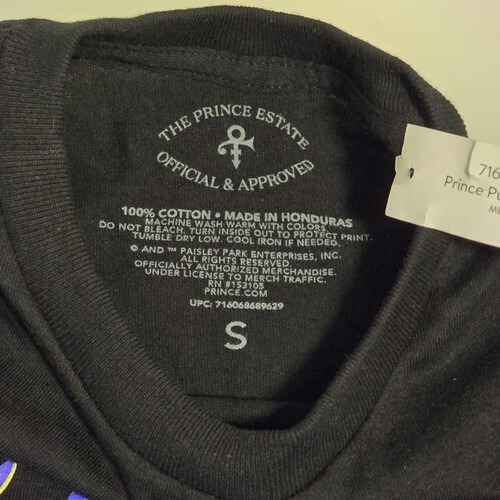 THE PRINCE ESTATE
OFFICIAL & APPROVED
100% COTTON • MADE IN HONDURAS
MACHINE WASH WARM WITH COLORS.
DO NOT BLEACH. TURN INSIDE OUT TO PROTECT PRINT.
TUMBLE DRY LOW. COOL IRON IF NEEDED.
© AND ™ PAISLEY PARK ENTERPRISES, INC.
ALL RIGHTS RESERVED.
OFFICIALLY AUTHORIZED MERCHANDISE.
UNDER LICENSE TO MERCH TRAFFIC.
RN #153105
PRINCE.COM
UPC: 716068689629
S
716
Prince Pu
ME